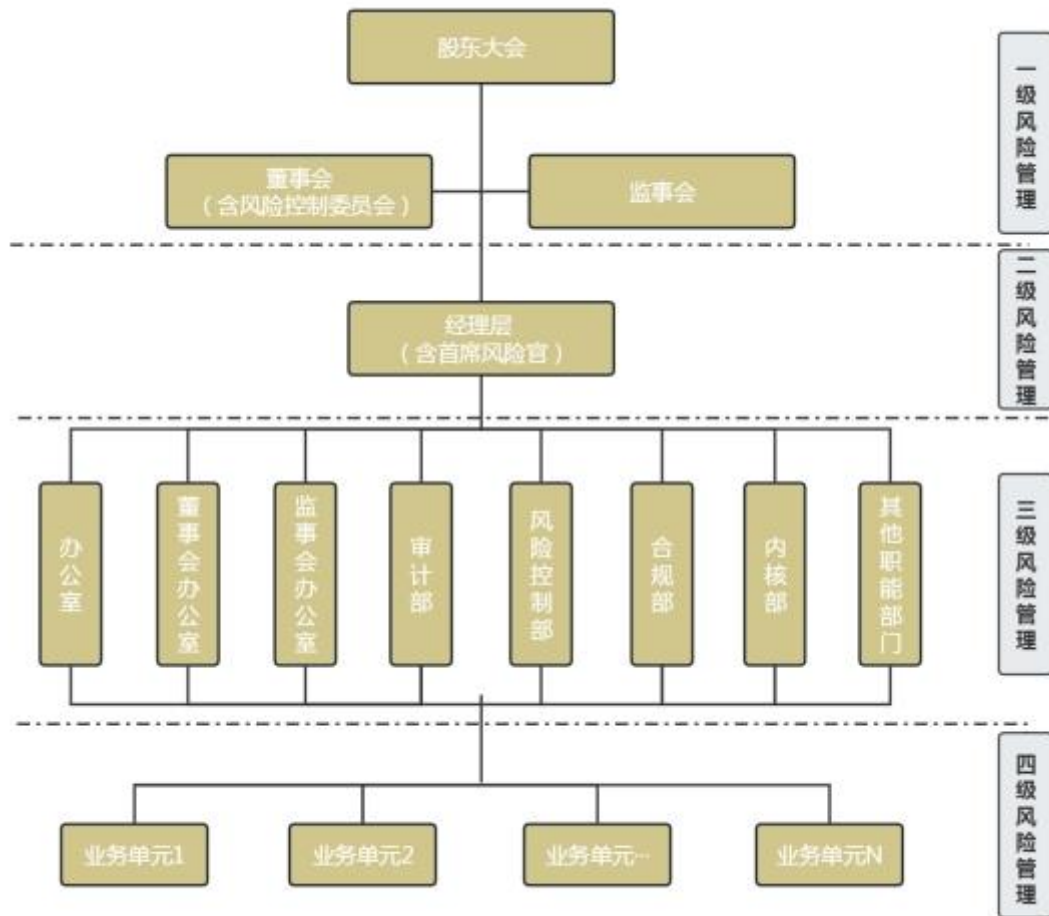 股东大会
一级风险管理
董事会
（含风险控制委员会）
监事会
二级风险管理
经理层
（含首席风险官）
办公室
董事会办公室
监事会办公室
审计部
风险控制部
合规部
内核部
其他职能部门
三级风险管理
四级风险管理
业务单元1
业务单元2
业务单元…
业务单元N